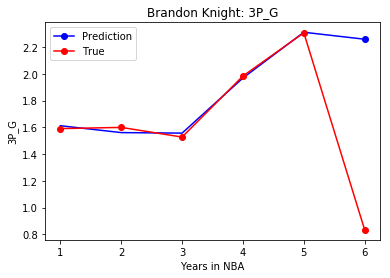 Brandon Knight: 3P_G
Prediction
True
3P_G
2.2
2.0
1.8
1.6
1.4
1.2
1.0
0.8
1 2 3 4 5 6
Years in NBA